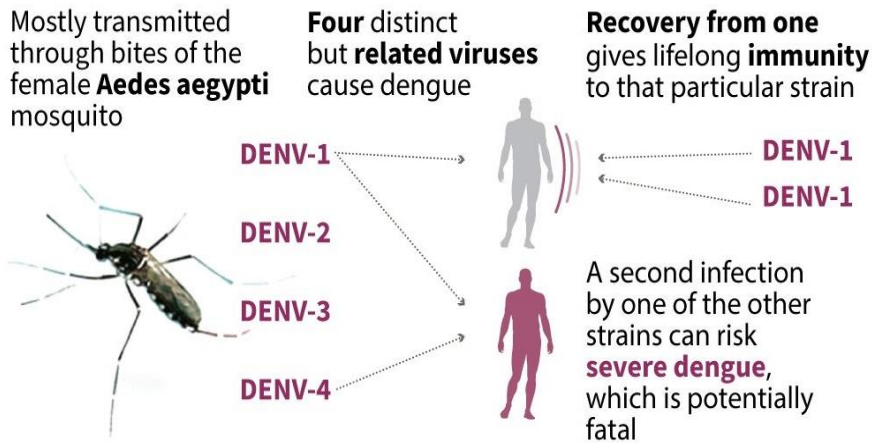 Mostly transmitted
through bites of the
female Aedes aegypti
mosquito
Four distinct
but related viruses
cause dengue
Recovery from one
gives lifelong immunity
to that particular strain
DENV-1
DENV-2
DENV-3
DENV-4
DENV-1
DENV-1
A second infection
by one of the other
strains can risk
severe dengue,
which is potentially
fatal